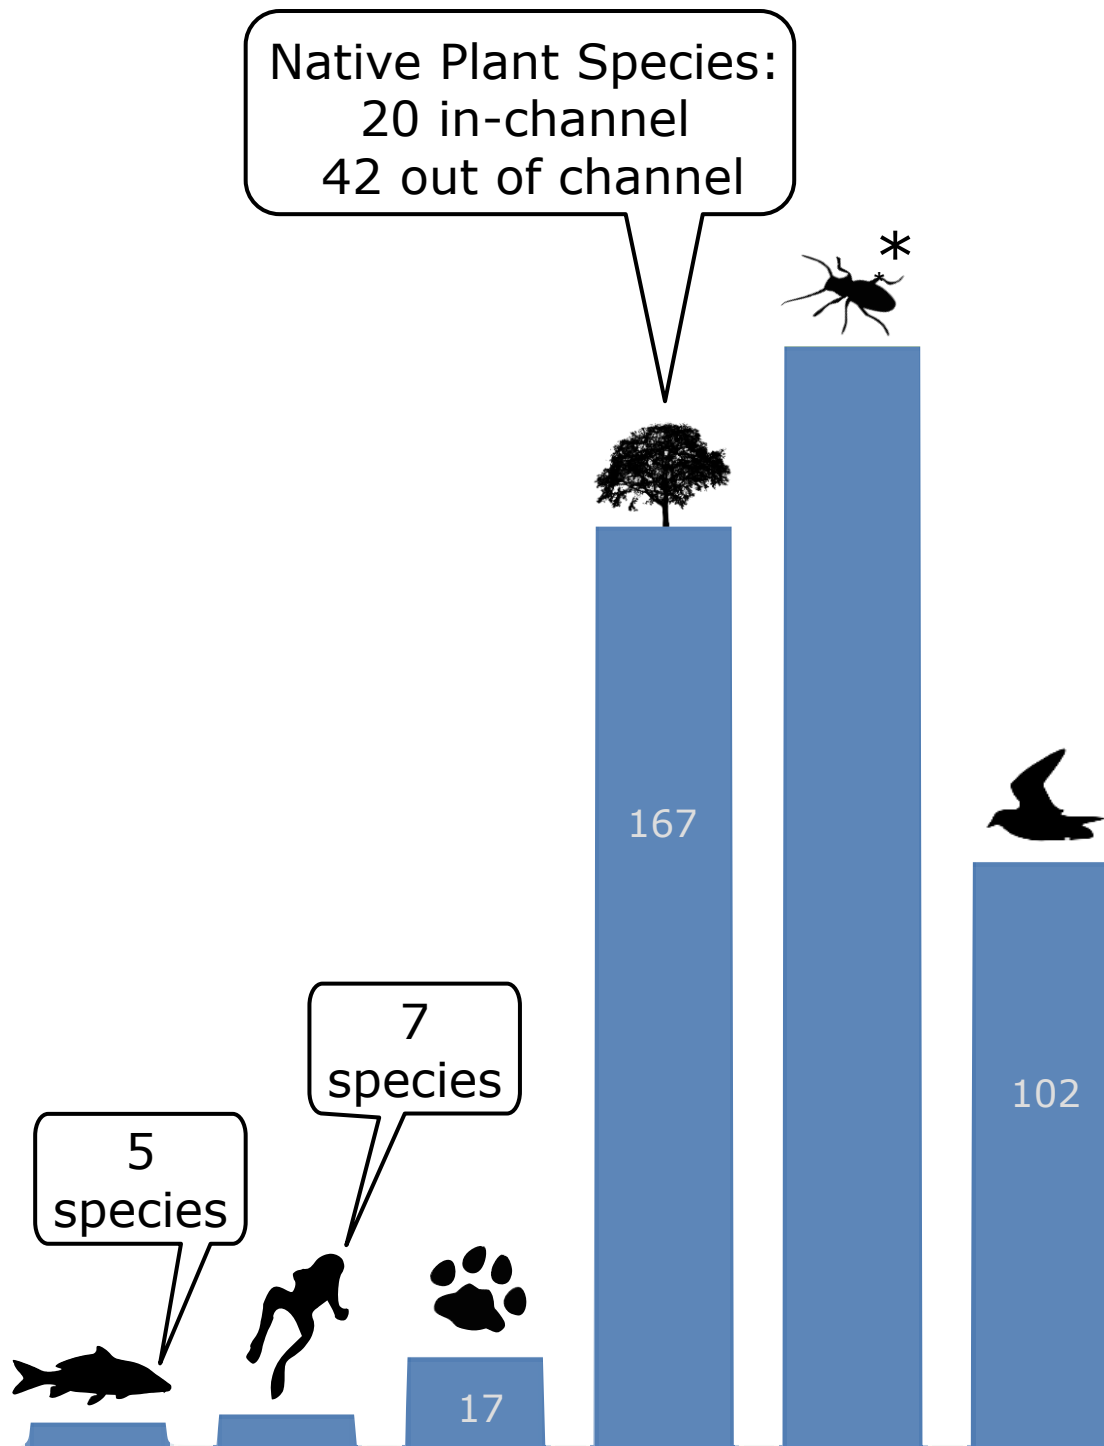 Native Plant Species:
20 in-channel
42 out of channel
*
*
167
102
7
species
5
species
17